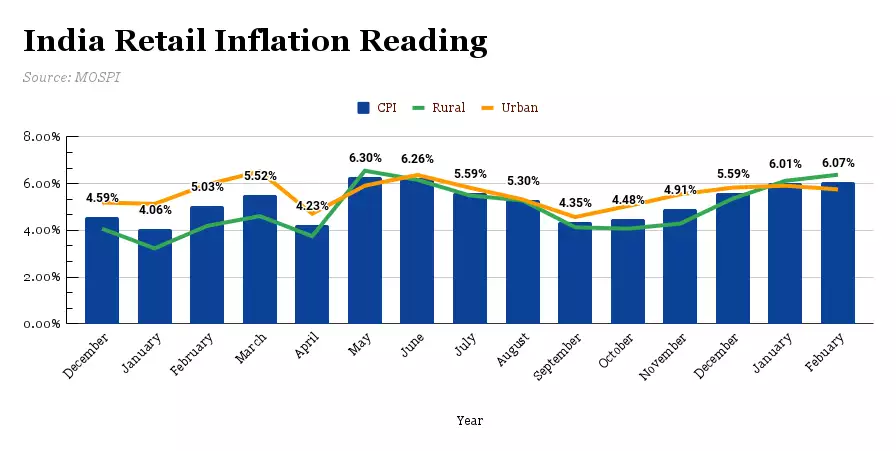 India Retail Inflation Reading
Source: MOSPI
CPI Rural Urban
8.00%
6.00%
4.00%
2.00%
0.00%
4.59% 4.06% 5.03% 5.52% 4.23% 6.30% 6.26% 5.59% 5.30% 4.35% 4.48% 4.91% 5.59% 6.01% 6.07%
December January February March April May June July August September October November December January Febuary
Year